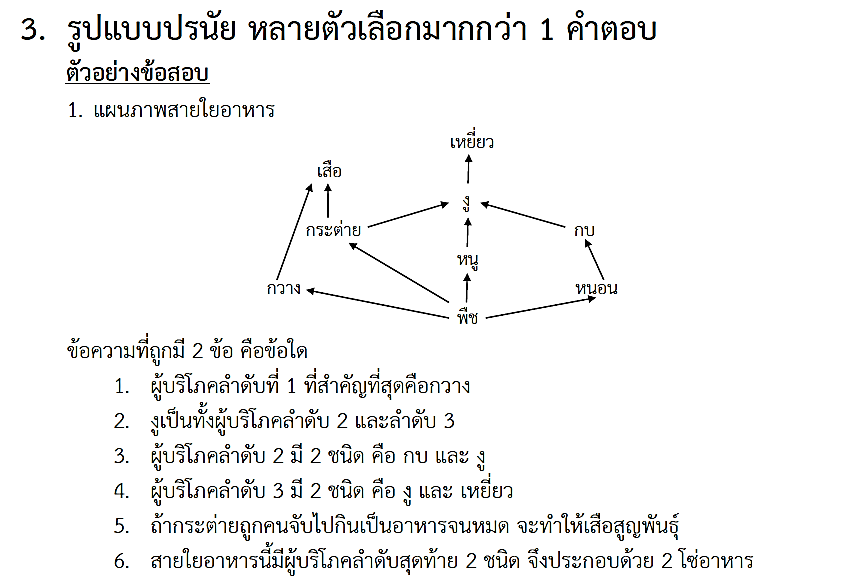 3. รูปแบบปรนัย หลายตัวเลือกมากกว่า 1 คำตอบ
ตัวอย่างข้อสอบ
1. แผนภาพสายใยอาหาร
เหยี่ยว
เสือ
งู
กระต่าย
กบ
หนู
กวาง
หนอน
พืช
ข้อความที่ถูกมี 2 ข้อ คือข้อใด
1. ผู้บริโภคลำดับที่ 1 ที่สำคัญที่สุดคือกวาง
2. งูเป็นทั้งผู้บริโภคลำดับ 2 และลำดับ 3
3. ผู้บริโภคลำดับ 2 มี 2 ชนิด คือ กบ และ งู
4. ผู้บริโภคลำดับ 3 มี 2 ชนิด คือ งู และ เหยี่ยว
5. ถ้ากระต่ายถูกคนจับไปกินเป็นอาหารจนหมด จะทำให้เสือสูญพันธุ์
6. สายใยอาหารนี้มีผู้บริโภคลำดับสุดท้าย 2 ชนิด จึงประกอบด้วย 2 โซ่อาหาร